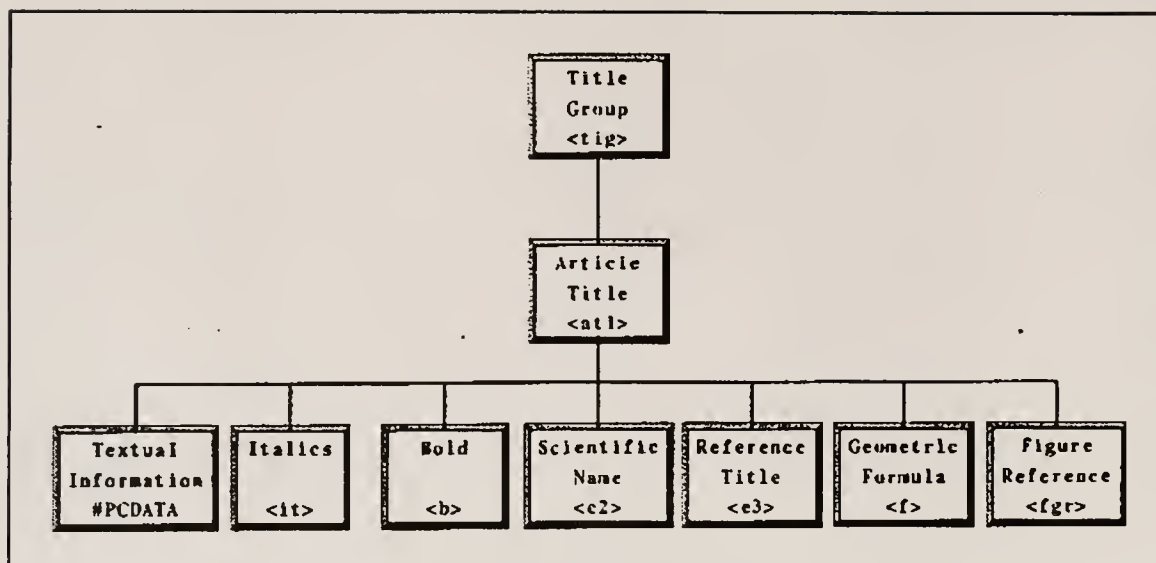 Title
Group
<tig>
Article
Title
<atl>
Textual
Information
#PCDATA
Italics
<it>
Bold
<b>
Scientific
Name
<c2>
Reference
Title
<e3>
Geometric
Formula
<f>
Figure
Reference
<fgr>